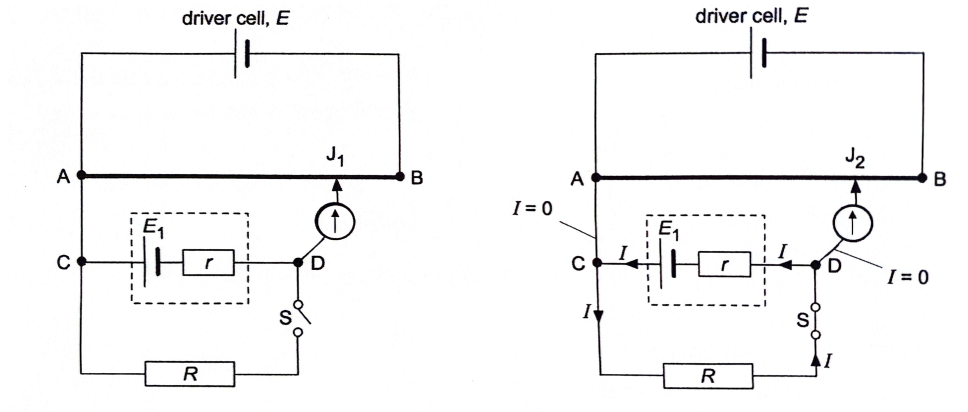 driver cell, E
J₁
A
B
E₁
r
C
D
S
R
driver cell, E
J₂
A
B
I = 0
E₁
r
I
I
C
D
I = 0
I
S
I
R